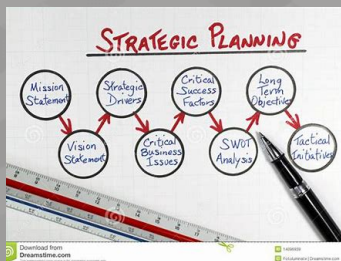 STRATEGIC PLANNING
Mission
Statement
Vision
Statement
Strategic
Drivers
Critical
Business
Issues
Critical
Success
Factors
SWOT
Analysis
Long
Term
Objectives
Tactical
Initiatives
Download from
Dreamstime.com